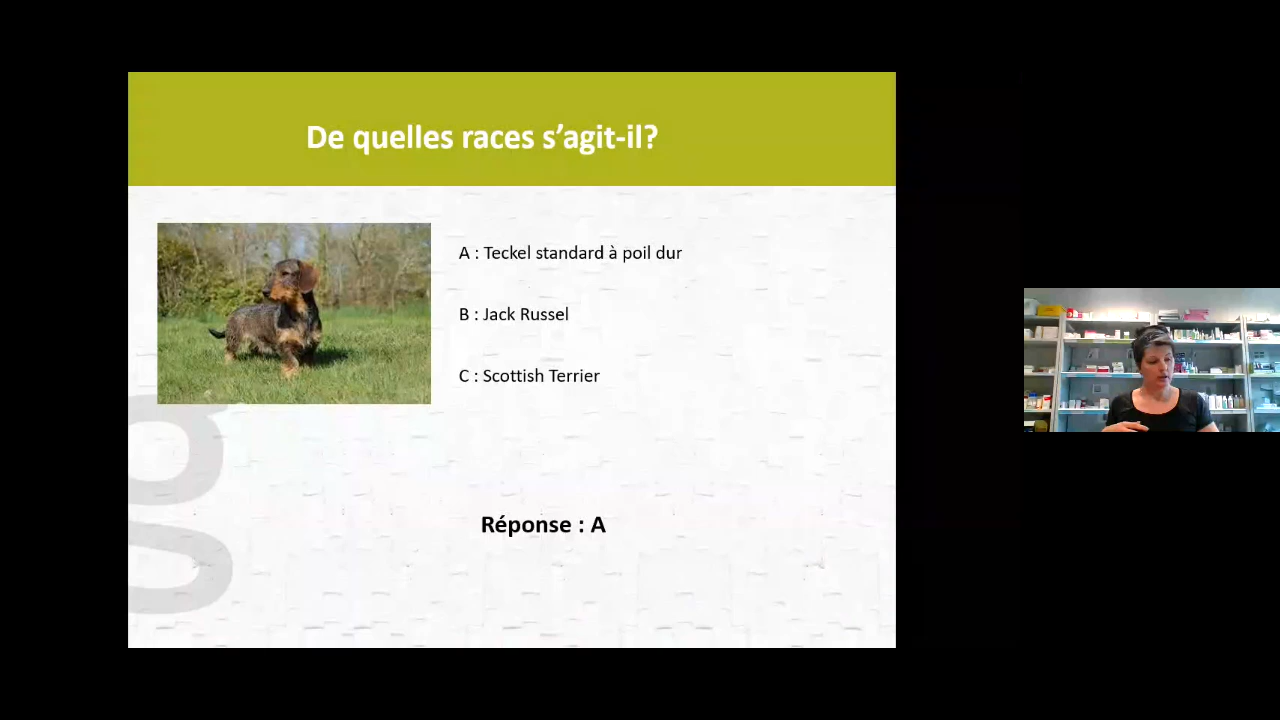 De quelles races s’agit-il?
A : Teckel standard à poil dur
B : Jack Russel
C : Scottish Terrier
Réponse : A